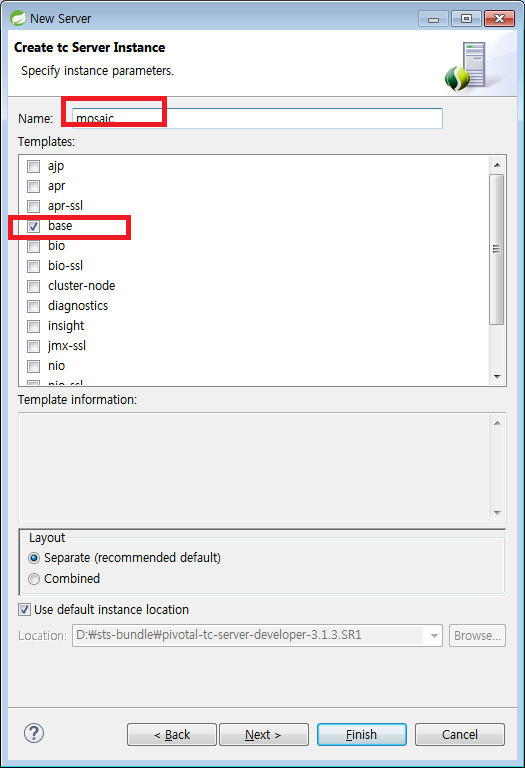 New Server
Create tc Server Instance
Specify instance parameters.
Name: mosaic
Templates:
ajp
apr
apr-ssl
base
bio
bio-ssl
cluster-node
diagnostics
insight
jmx-ssl
nio
nio-ssl
Template information:
Layout
Separate (recommended default)
Combined
Use default instance location
Location: D:₩sts-bundle₩pivotal-tc-server-developer-3.1.3.SR1 Browse...
? < Back Next > Finish Cancel